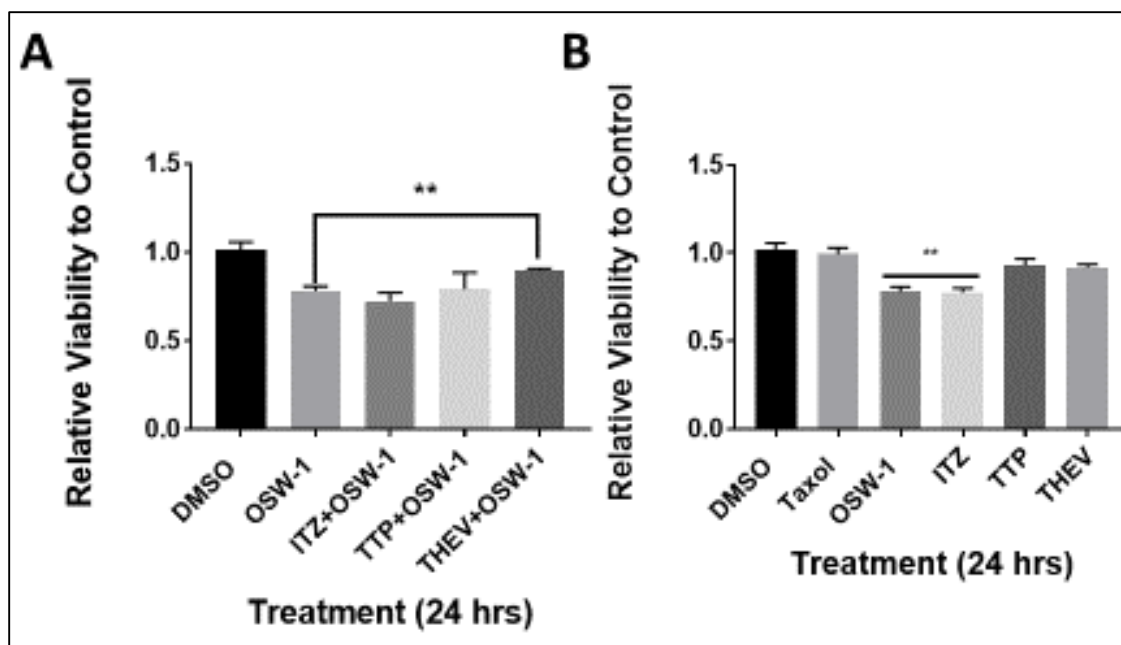 A
Relative Viability to Control
1.5
1.0
0.5
0.0
**
DMSO
OSW-1
ITZ+OSW-1
TTP+OSW-1
THEV+OSW-1
Treatment (24 hrs)
B
Relative Viability to Control
1.5
1.0
0.5
0.0
**
DMSO
Taxol
OSW-1
ITZ
TTP
THEV
Treatment (24 hrs)